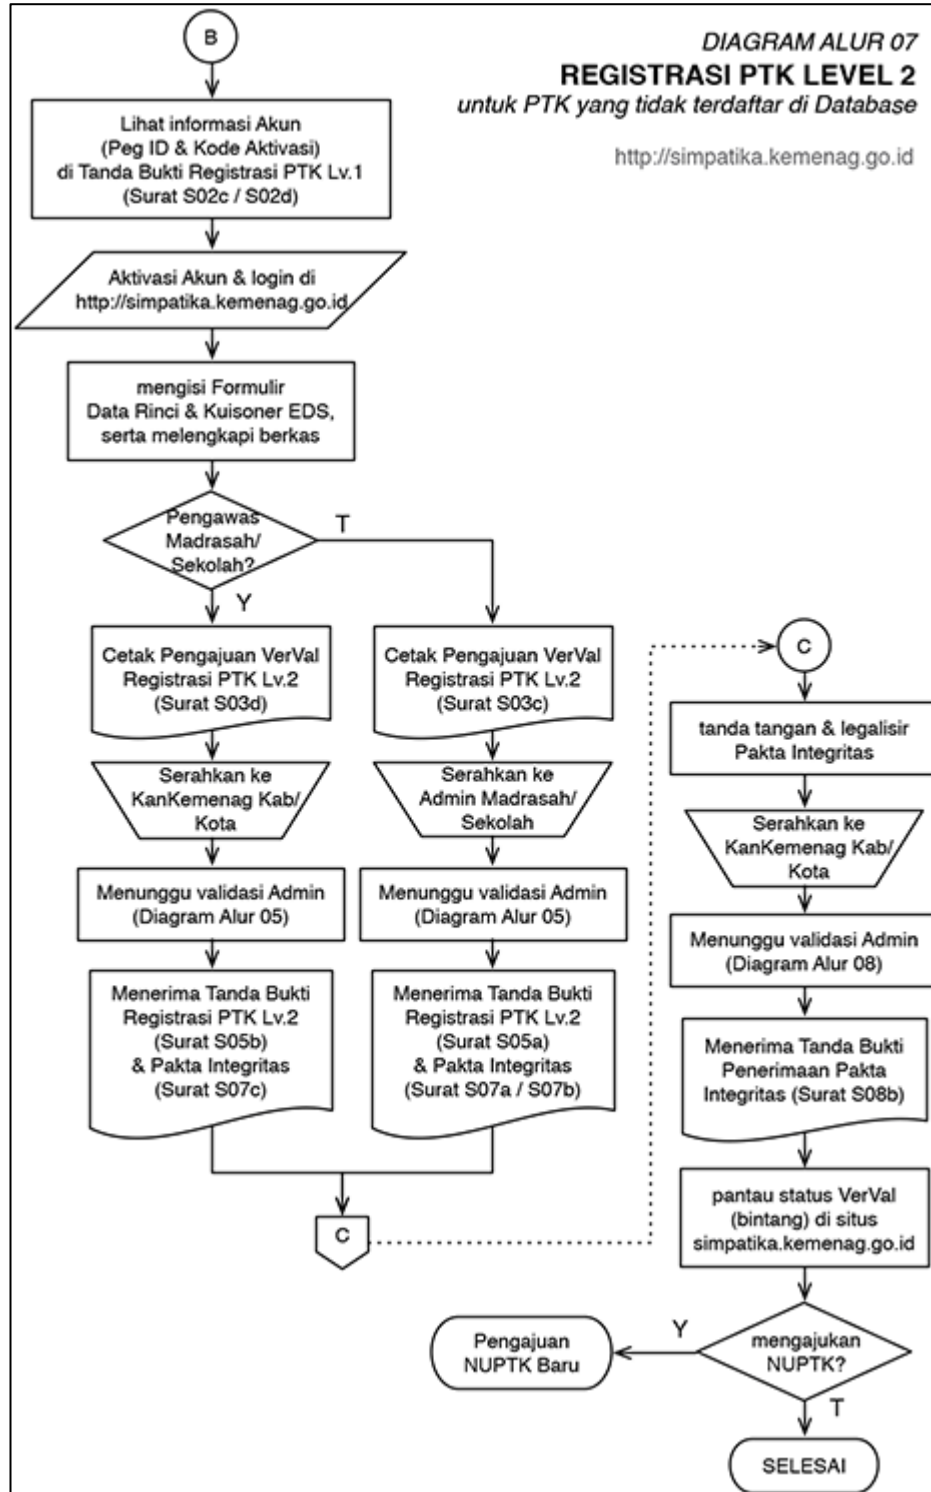 DIAGRAM ALUR 07
REGISTRASI PTK LEVEL 2
untuk PTK yang tidak terdaftar di Database
http://simpatika.kemenag.go.id
B
Lihat informasi Akun
(Peg ID & Kode Aktivasi)
di Tanda Bukti Registrasi PTK Lv.1
(Surat S02c / S02d)
Aktivasi Akun & login di
http://simpatika.kemenag.go.id
mengisi Formulir
Data Rinci & Kuisoner EDS,
serta melengkapi berkas
Pengawas
Madrasah/
Sekolah?
T
Y
Cetak Pengajuan VerVal
Registrasi PTK Lv.2
(Surat S03d)
Serahkan ke
KanKemenag Kab/
Kota
Menunggu validasi Admin
(Diagram Alur 05)
Menerima Tanda Bukti
Registrasi PTK Lv.2
(Surat S05b)
& Pakta Integritas
(Surat S07c)
Cetak Pengajuan VerVal
Registrasi PTK Lv.2
(Surat S03c)
Serahkan ke
Admin Madrasah/
Sekolah
Menunggu validasi Admin
(Diagram Alur 05)
Menerima Tanda Bukti
Registrasi PTK Lv.2
(Surat S05a)
& Pakta Integritas
(Surat S07a / S07b)
C
C
tanda tangan & legalisir
Pakta Integritas
Serahkan ke
KanKemenag Kab/
Kota
Menunggu validasi Admin
(Diagram Alur 08)
Menerima Tanda Bukti
Penerimaan Pakta
Integritas (Surat S08b)
pantau status VerVal
(bintang) di situs
simpatika.kemenag.go.id
mengajukan
NUPTK?
Y
Pengajuan
NUPTK Baru
T
SELESAI